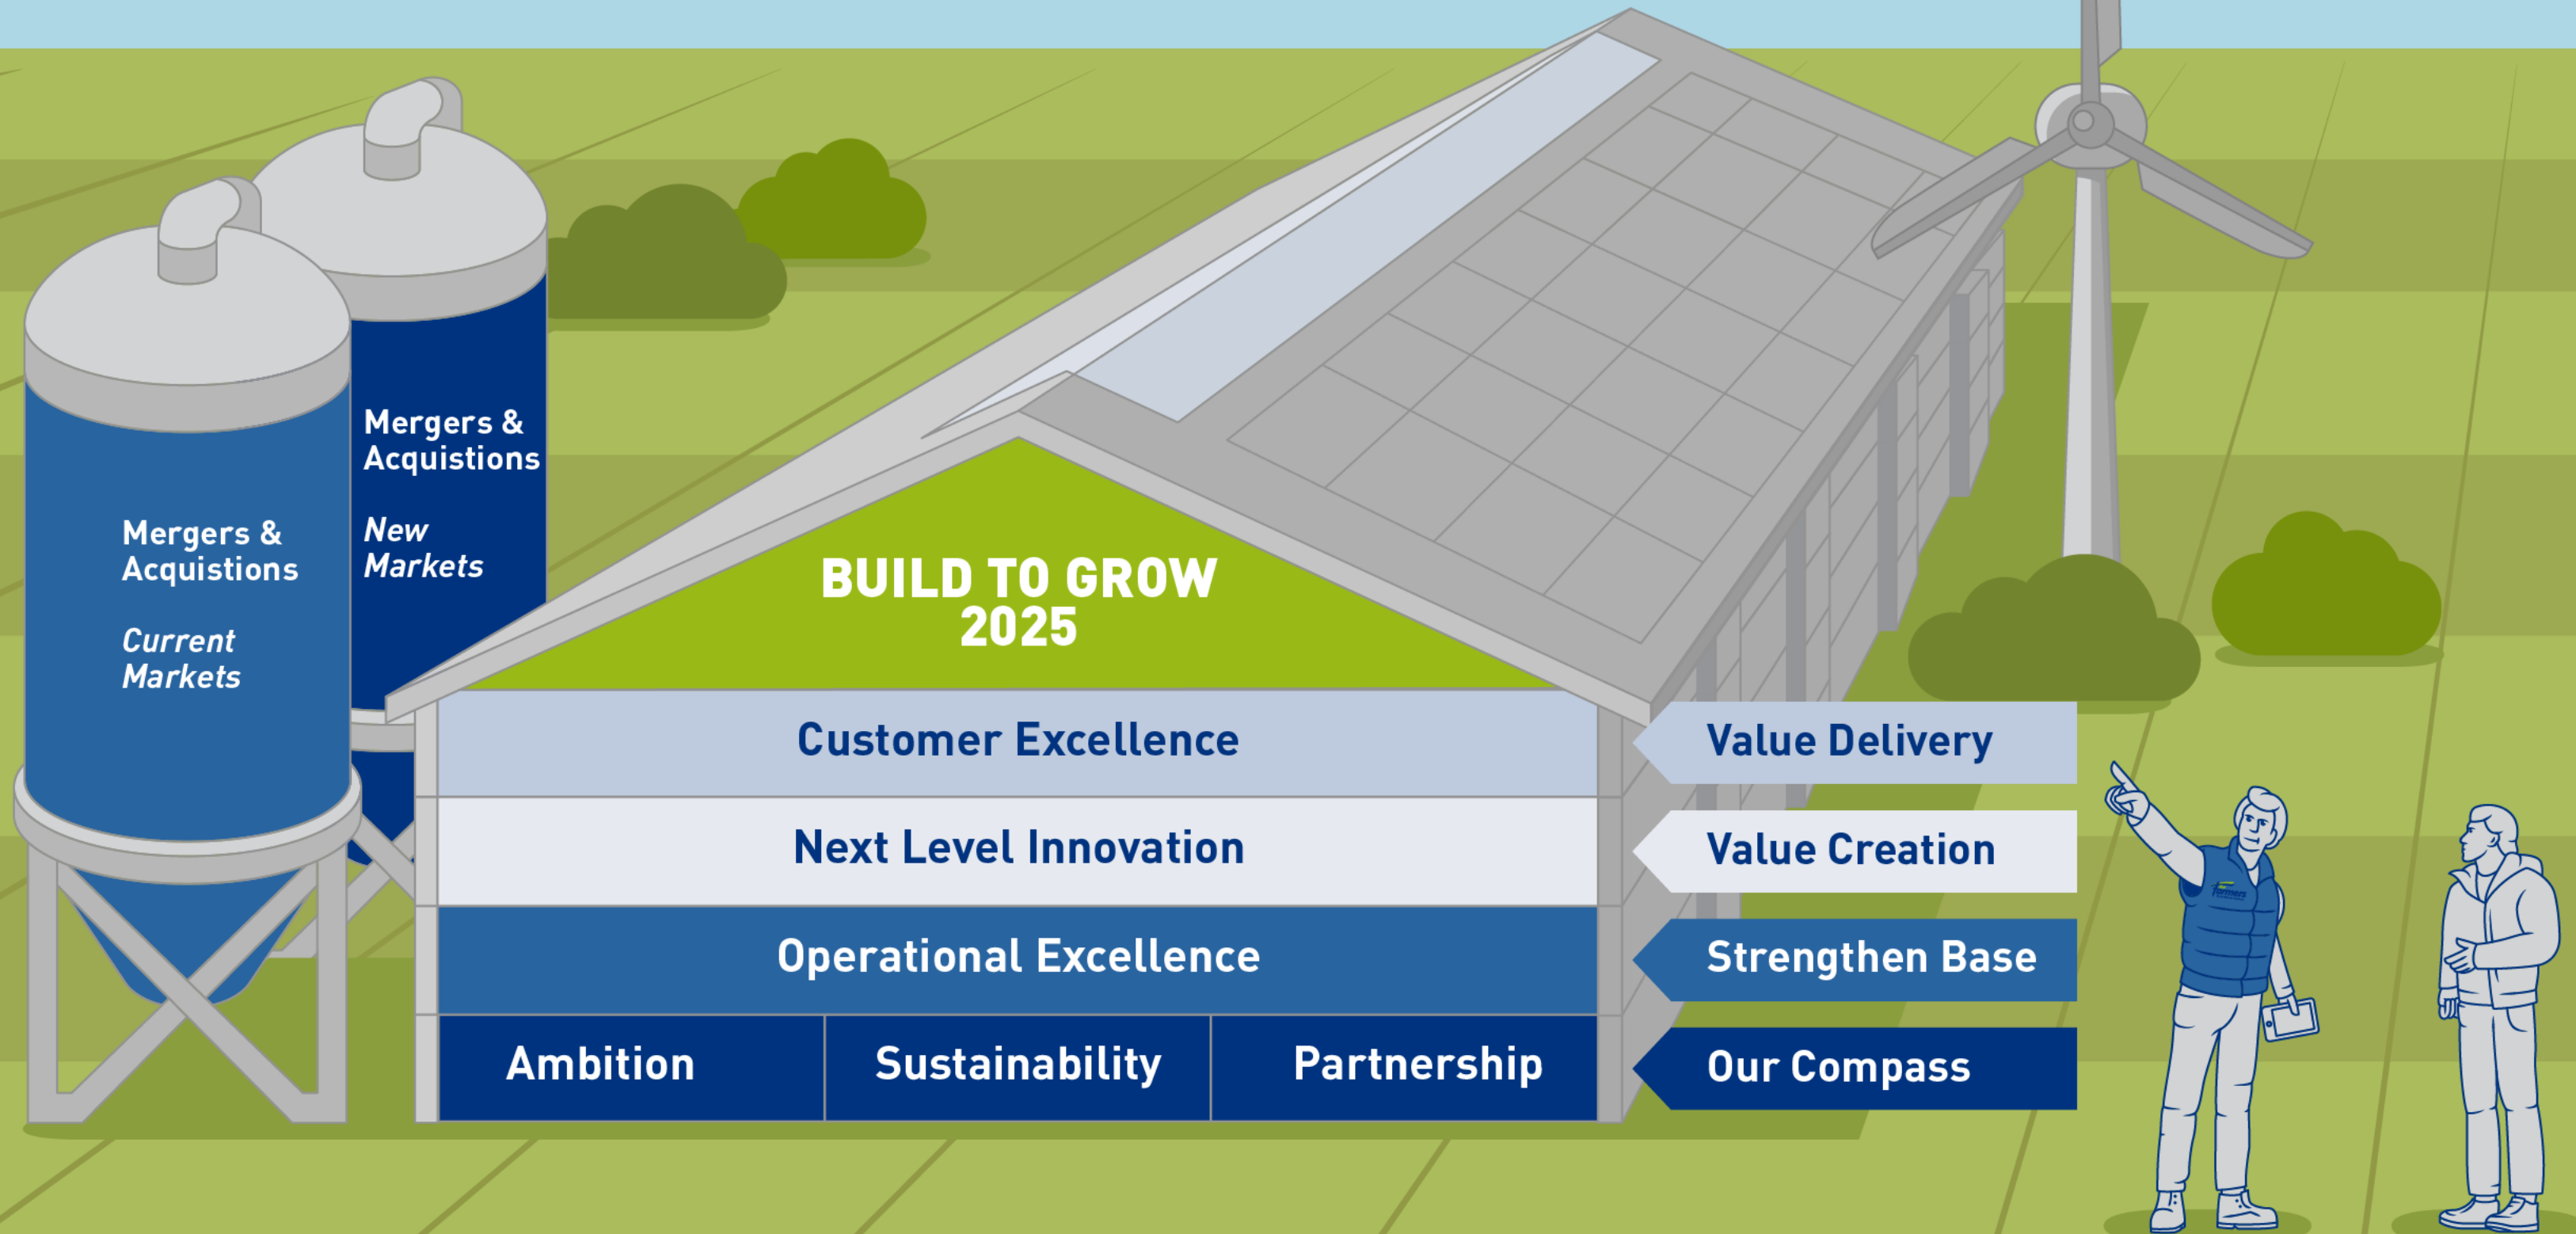 Mergers &
Acquistions
New
Markets
Mergers &
Acquistions
Current
Markets
BUILD TO GROW
2025
Customer Excellence
Value Delivery
Next Level Innovation
Value Creation
Operational Excellence
Strengthen Base
Ambition
Sustainability
Partnership
Our Compass
farmers